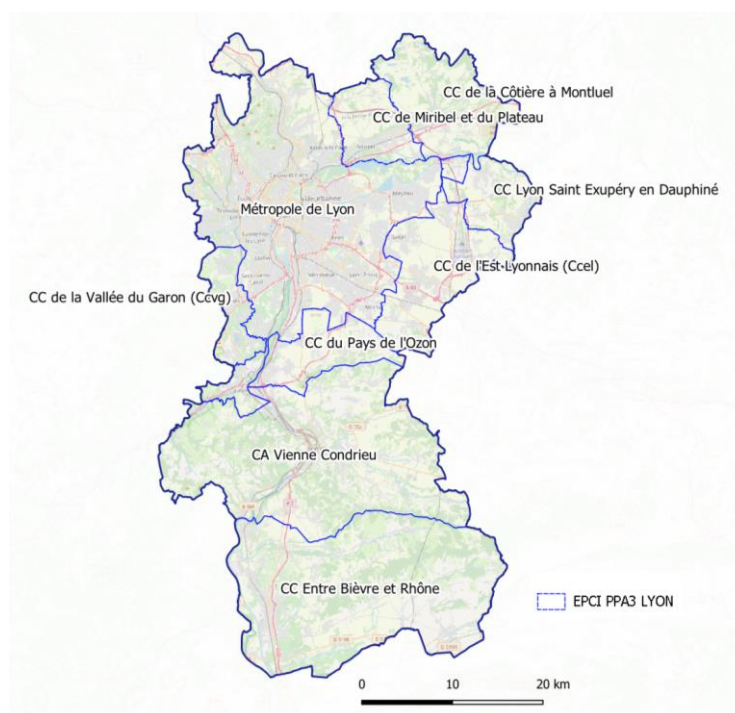 CC de la Côtière à Montluel
CC de Miribel et du Plateau
CC Lyon Saint Exupéry en Dauphiné
Métropole de Lyon
CC de l'Est Lyonnais (Ccel)
CC de la Vallée du Garon (Ccvg)
CC du Pays de l'Ozon
CA Vienne Condrieu
CC Entre Bièvre et Rhône
EPCI PPA3 LYON
0 10 20 km